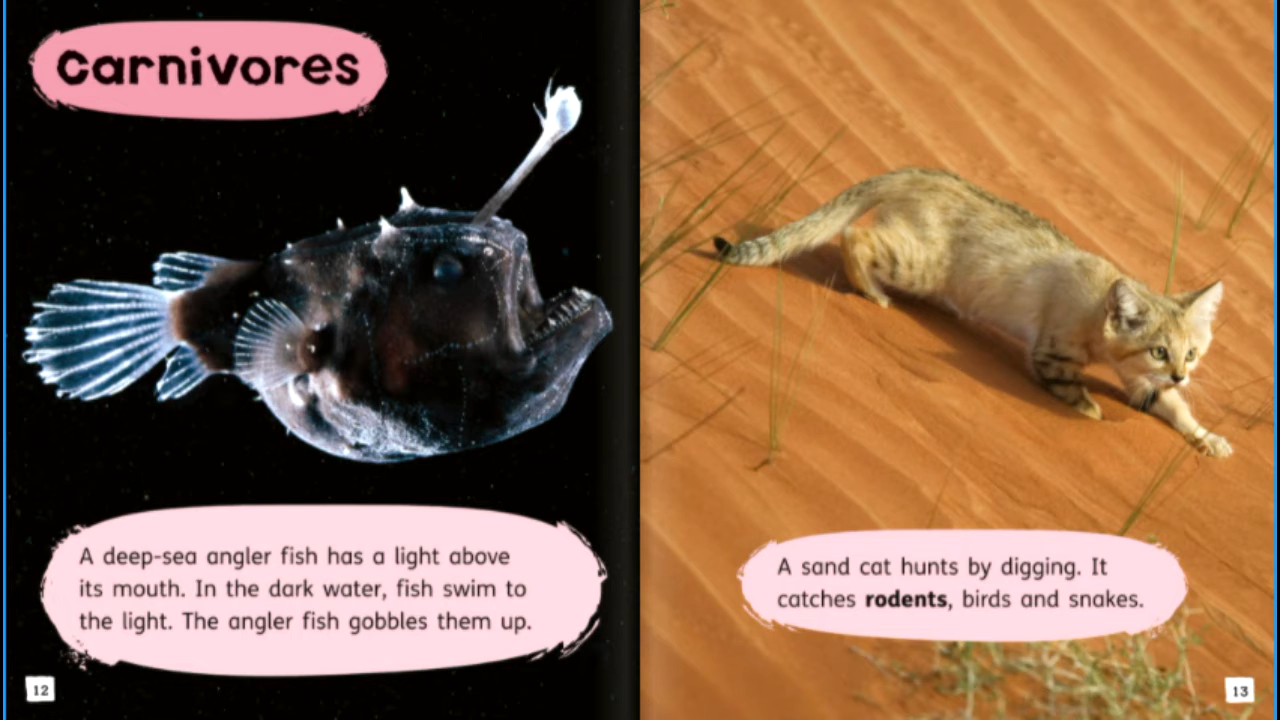 Carnivores
A deep-sea angler fish has a light above
its mouth. In the dark water, fish swim to
the light. The angler fish gobbles them up.
12
A sand cat hunts by digging. It
catches rodents, birds and snakes.
13